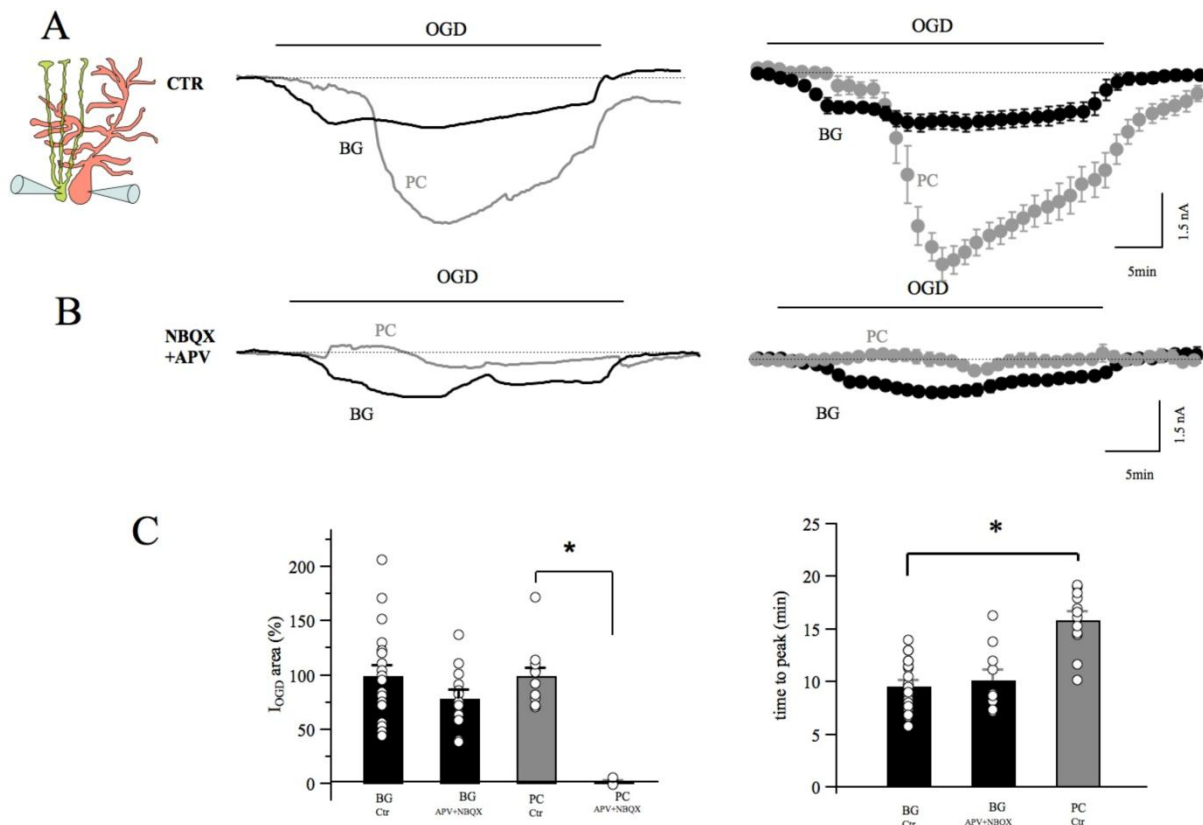 A
OGD
OGD
CTR
BG
PC
BG
PC
1.5 nA
5min
B
OGD
OGD
NBQX
+APV
PC
BG
PC
BG
1.5 nA
5min
C
*
200
150
100
50
0
I_OGD area (%)
BG
Ctr
BG
APV+NBQX
PC
Ctr
PC
APV+NBQX
*
25
20
15
10
5
0
time to peak (min)
BG
Ctr
BG
APV+NBQX
PC
Ctr